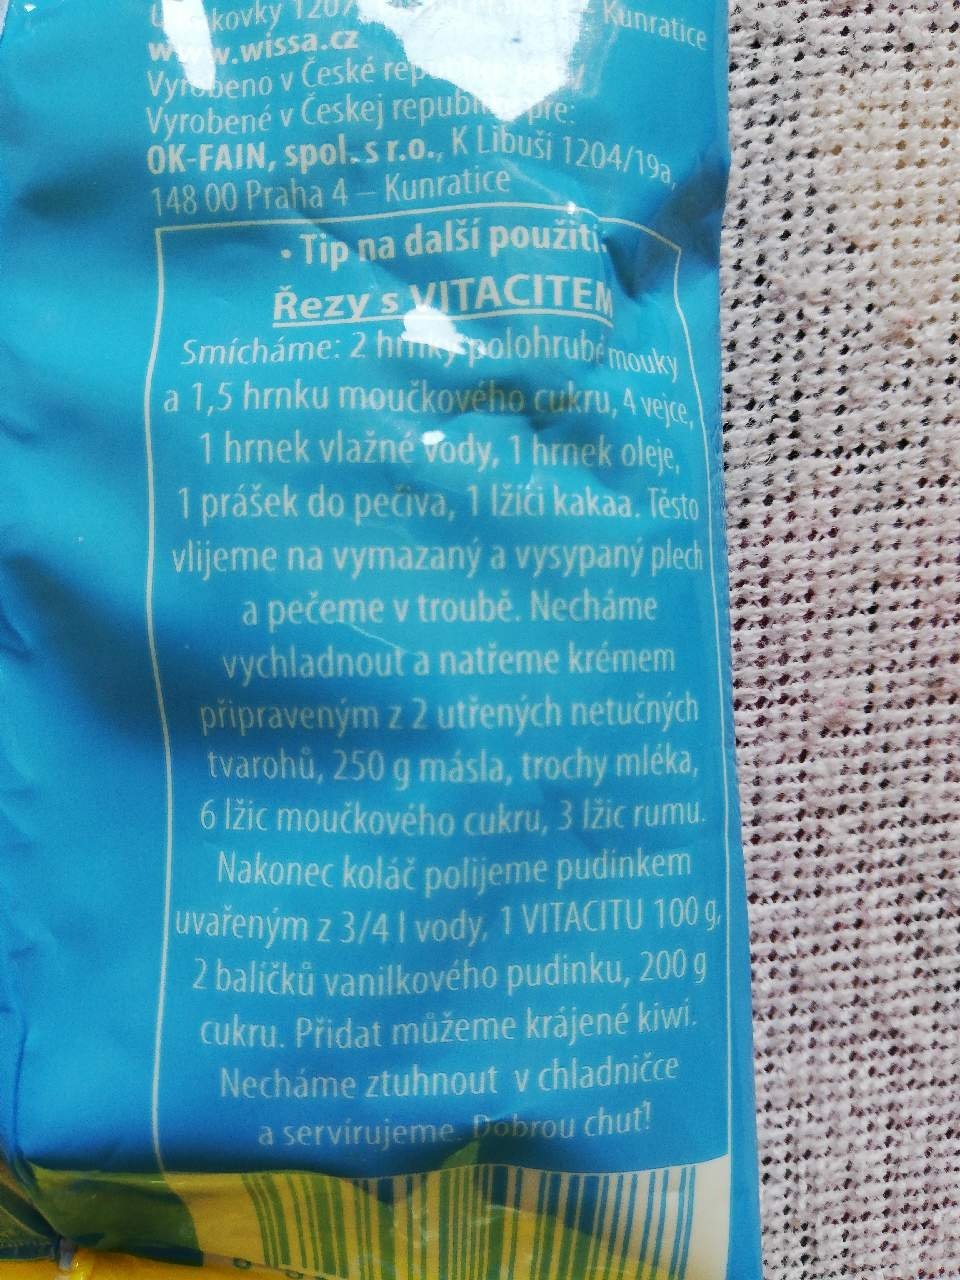 kovky 1207 Kunratice
www.wissa.cz
Vyrobeno v České
Vyrobené v Českej pre:
OK-FAIN, spol. s r.o., K Libuši 1204/19a,
148 00 Praha 4 – Kunratice
• Tip na další použití:
Řezy s VITACITEM
Smícháme: 2 hrnky polohrubé mouky
a 1,5 hrnku moučkového cukru, 4 vejce,
1 hrnek vlažné vody, 1 hrnek oleje,
1 prášek do pečiva, 1 lžíči kakaa. Těsto
vlijeme na vymazaný a vysypaný plech
a pečeme v troubě. Necháme
vychladnout a natřeme krémem
připraveným z 2 utřených netučných
tvarohů, 250 g másla, trochy mléka,
6 lžic moučkového cukru, 3 lžic rumu.
Nakonec koláč polijeme pudinkem
uvařeným z 3/4 l vody, 1 VITACITU 100 g,
2 balíčků vanilkového pudinku, 200 g
cukru. Přidat můžeme krájené kiwi.
Necháme ztuhnout v chladničce
a servírujeme. Dobrou chuť!